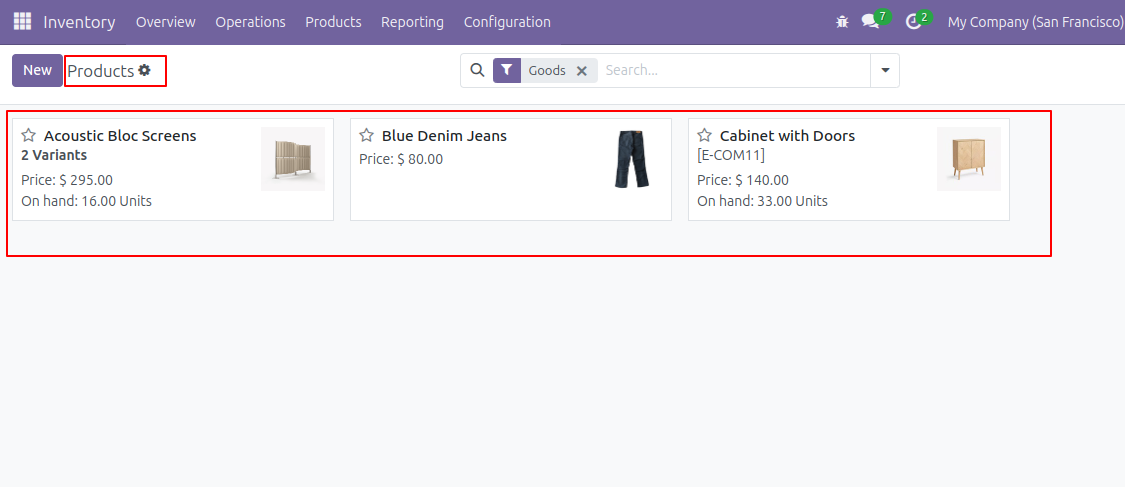 Inventory Overview Operations Products Reporting Configuration 7 2 My Company (San Francisco)
New Products Goods Search...
Acoustic Bloc Screens
2 Variants
Price: $ 295.00
On hand: 16.00 Units
Blue Denim Jeans
Price: $ 80.00
Cabinet with Doors
[E-COM11]
Price: $ 140.00
On hand: 33.00 Units